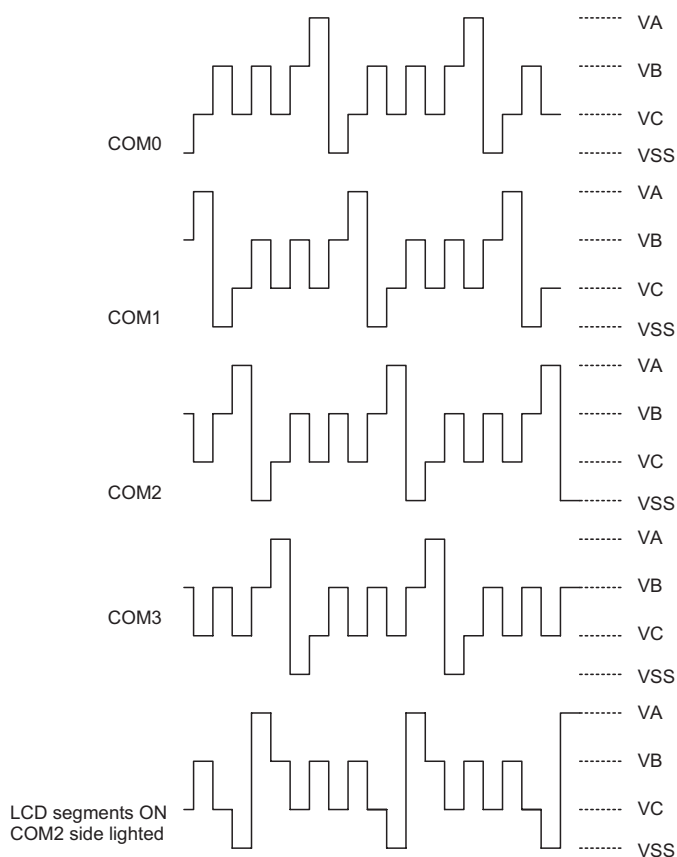 VA
VB
VC
COM0
VSS
VA
VB
VC
COM1
VSS
VA
VB
VC
COM2
VSS
VA
VB
COM3
VC
VSS
VA
VB
LCD segments ON
VC
COM2 side lighted
VSS